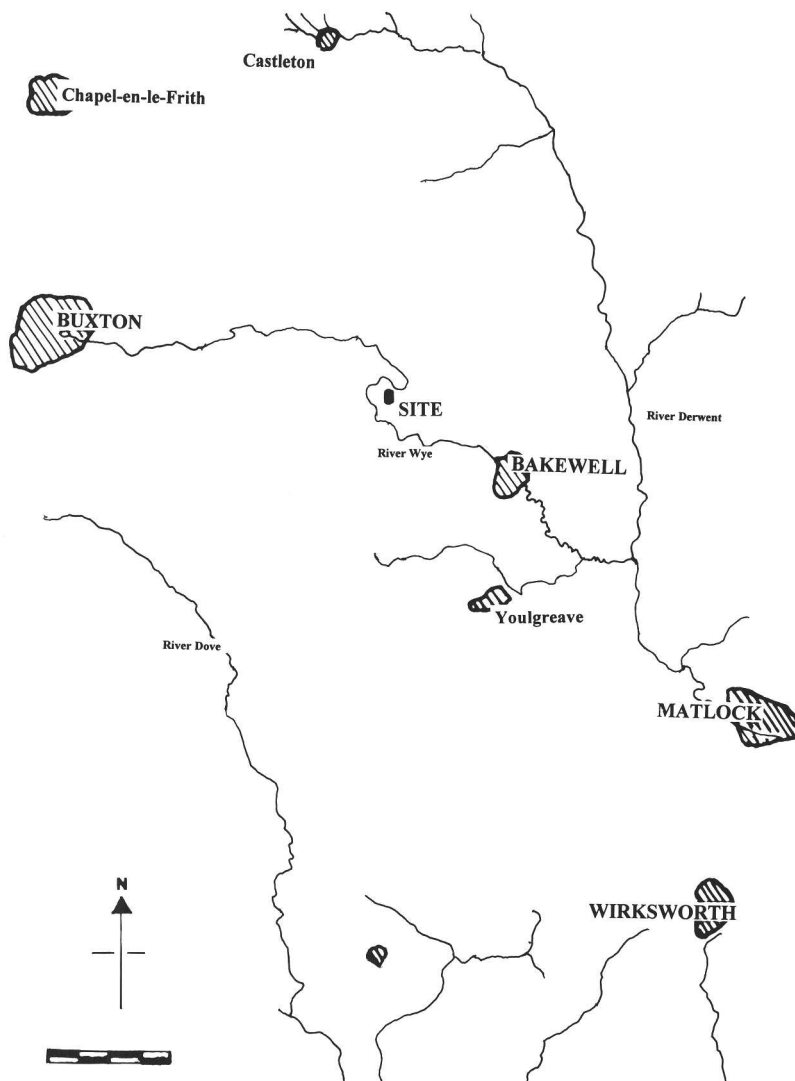 Castleton
Chapel-en-le-Frith
BUXTON
SITE
River Derwent
River Wye
BAKEWELL
Youlgreave
River Dove
MATLOCK
N
WIRKSWORTH